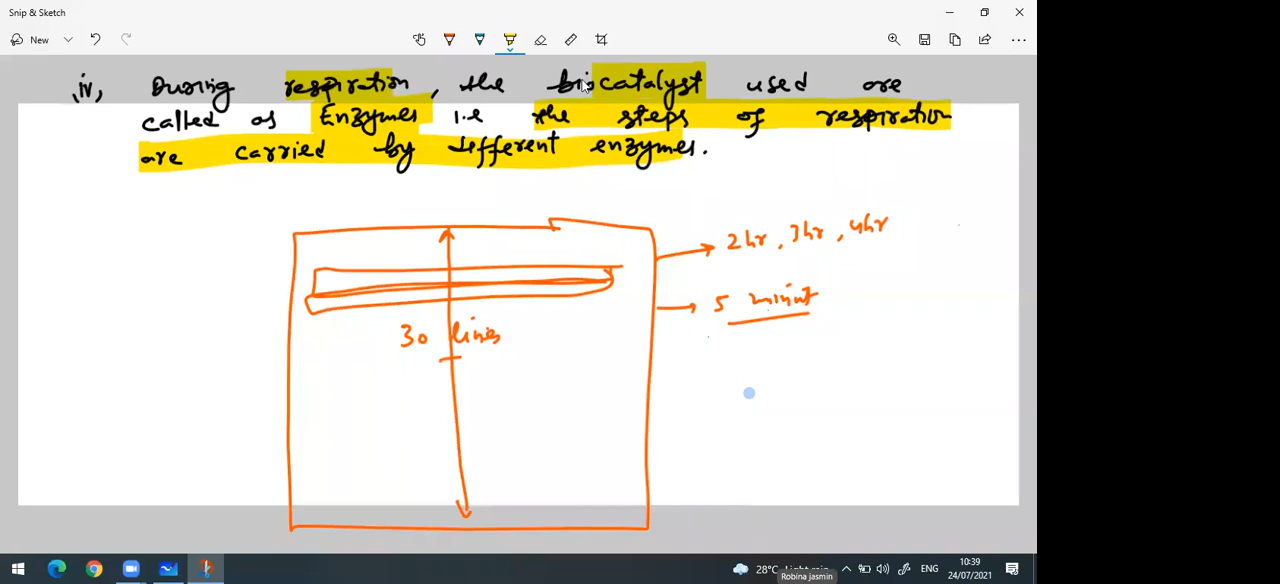 Snip & Sketch
New
iv, During respiration, the biocatalyst used are
called as Enzymes i.e the steps of respiration
are carried by different enzymes.
2hr, 3hr, 4hr
5 minut
30 lines
28°C Light rain
ENG
10:39
24/07/2021
Robina jasmin